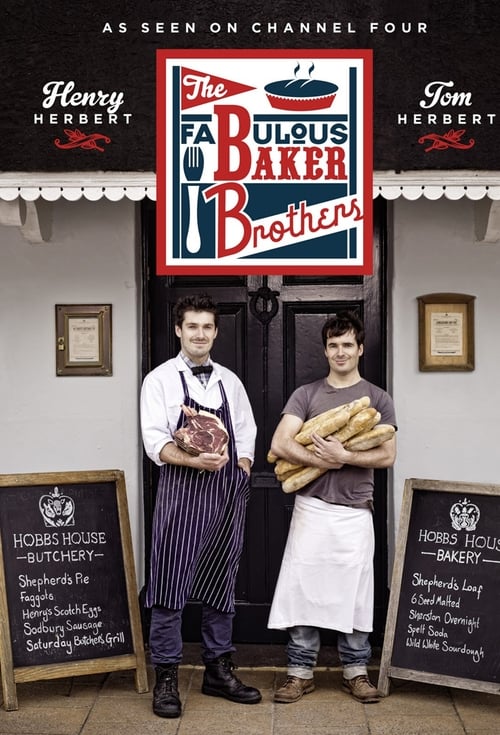 AS SEEN ON CHANNEL FOUR
Henry
HERBERT
The
FABULOUS
BAKER
Brothers
Tom
HERBERT
HOBBS HOUSE
BUTCHERY
Shepherd's Pie
Faggots
Henry's Scotch Eggs
Sodbury Sausage
Saturday Butcher's Grill
HOBBS HOUS
BAKERY
Shepherd's Loaf
6 Seed Malted
Sherston Overnight
Spelt Soda
Wild White Sourdough